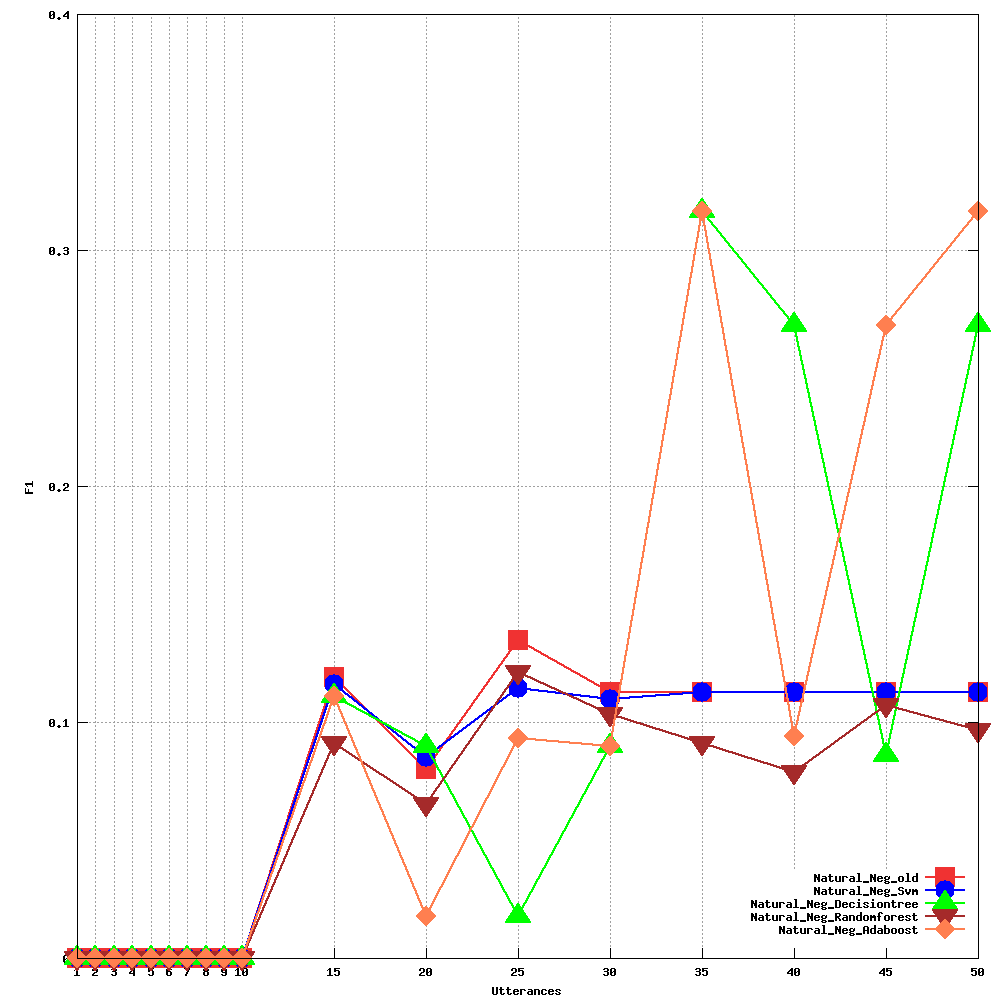 0.4
0.3
0.2
0.1
0
F1
1 2 3 4 5 6 7 8 9 10 15 20 25 30 35 40 45 50
Utterances
Natural_Neg_old
Natural_Neg_Svm
Natural_Neg_Decisiontree
Natural_Neg_Randomforest
Natural_Neg_Adaboost